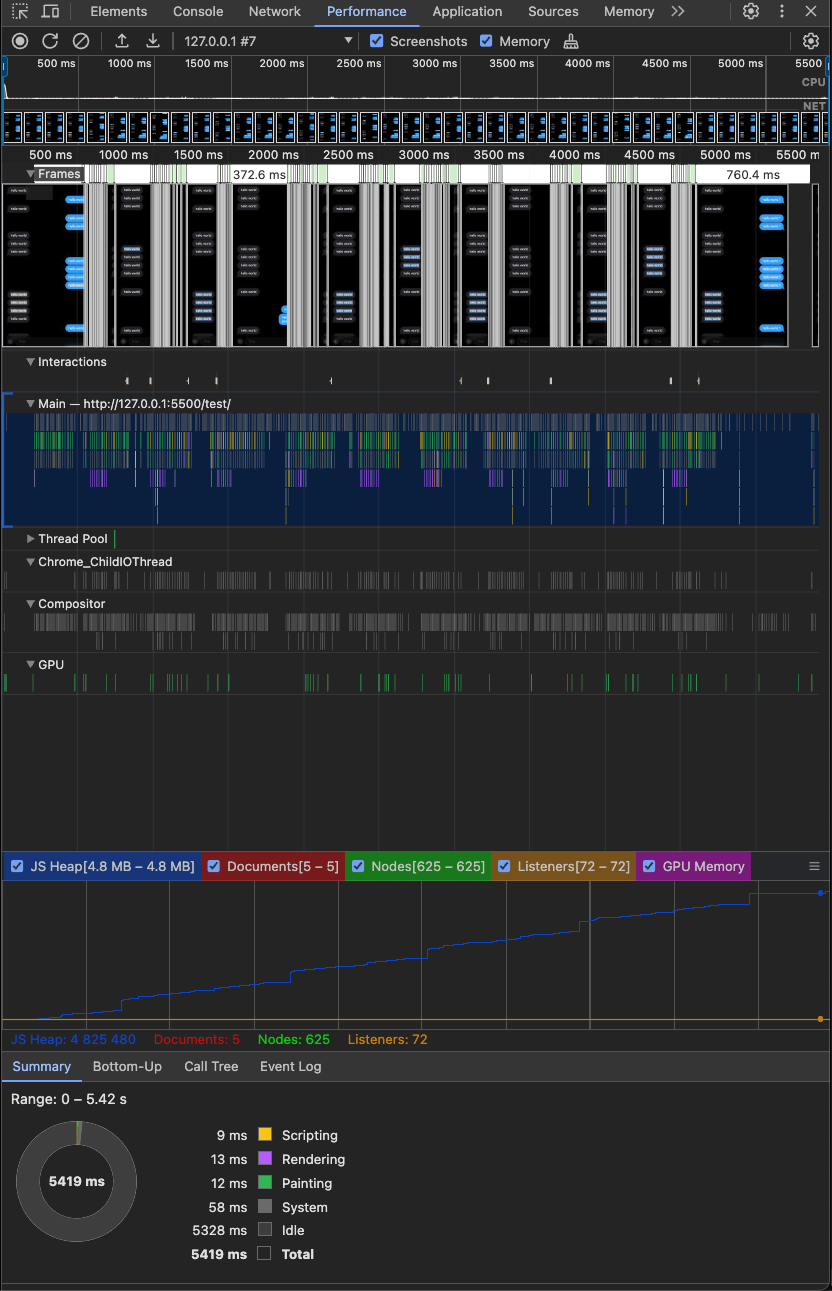 Elements Console Network Performance Application Sources Memory
127.0.0.1 #7 Screenshots Memory
500 ms 1000 ms 1500 ms 2000 ms 2500 ms 3000 ms 3500 ms 4000 ms 4500 ms 5000 ms 5500
CPU
NET
500 ms 1000 ms 1500 ms 2000 ms 2500 ms 3000 ms 3500 ms 4000 ms 4500 ms 5000 ms 5500 m
Frames 372.6 ms 760.4 ms
Interactions
Main — http://127.0.0.1:5500/test/
Thread Pool
Chrome_ChildIOThread
Compositor
GPU
JS Heap[4.8 MB – 4.8 MB] Documents[5 – 5] Nodes[625 – 625] Listeners[72 – 72] GPU Memory
JS Heap: 4 825 480 Documents: 5 Nodes: 625 Listeners: 72
Summary Bottom-Up Call Tree Event Log
Range: 0 – 5.42 s
9 ms Scripting
13 ms Rendering
12 ms Painting
5419 ms
58 ms System
5328 ms Idle
5419 ms Total